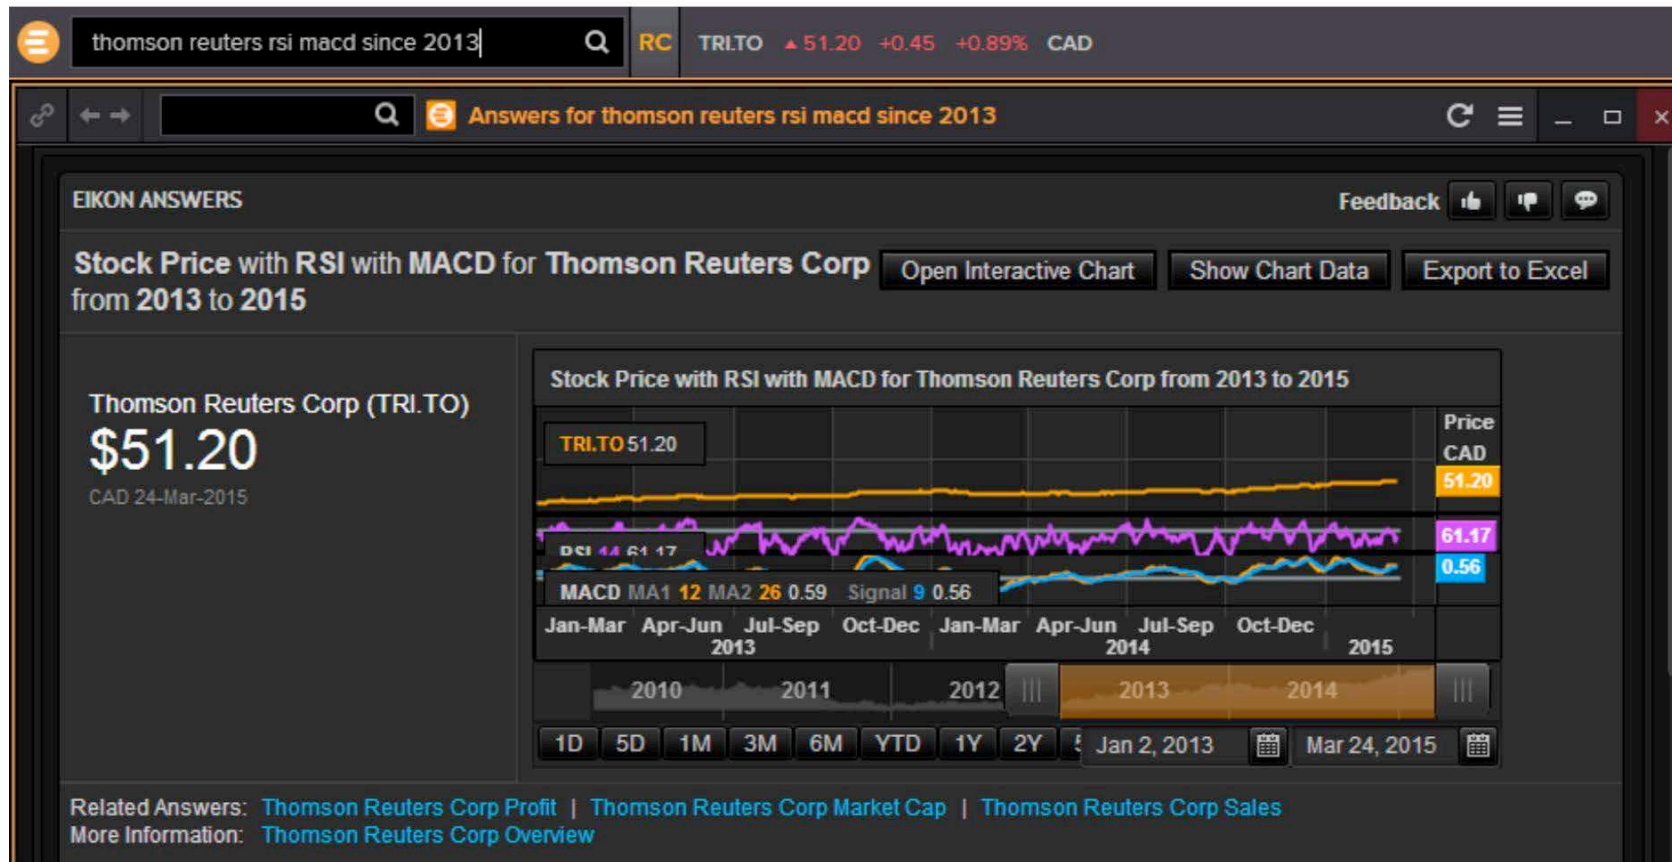 thomson reuters rsi macd since 2013
RC TRI.TO 51.20 +0.45 +0.89% CAD
Answers for thomson reuters rsi macd since 2013
EIKON ANSWERS
Feedback
Stock Price with RSI with MACD for Thomson Reuters Corp
from 2013 to 2015
Open Interactive Chart Show Chart Data Export to Excel
Thomson Reuters Corp (TRI.TO)
$51.20
CAD 24-Mar-2015
Stock Price with RSI with MACD for Thomson Reuters Corp from 2013 to 2015
Price
CAD
TRI.TO 51.20
51.20
RSI 14 61.17
61.17
0.56
MACD MA1 12 MA2 26 0.59 Signal 9 0.56
Jan-Mar Apr-Jun Jul-Sep Oct-Dec Jan-Mar Apr-Jun Jul-Sep Oct-Dec
2013 2014 2015
2010 2011 2012 2013 2014
1D 5D 1M 3M 6M YTD 1Y 2Y Jan 2, 2013 Mar 24, 2015
Related Answers: Thomson Reuters Corp Profit | Thomson Reuters Corp Market Cap | Thomson Reuters Corp Sales
More Information: Thomson Reuters Corp Overview